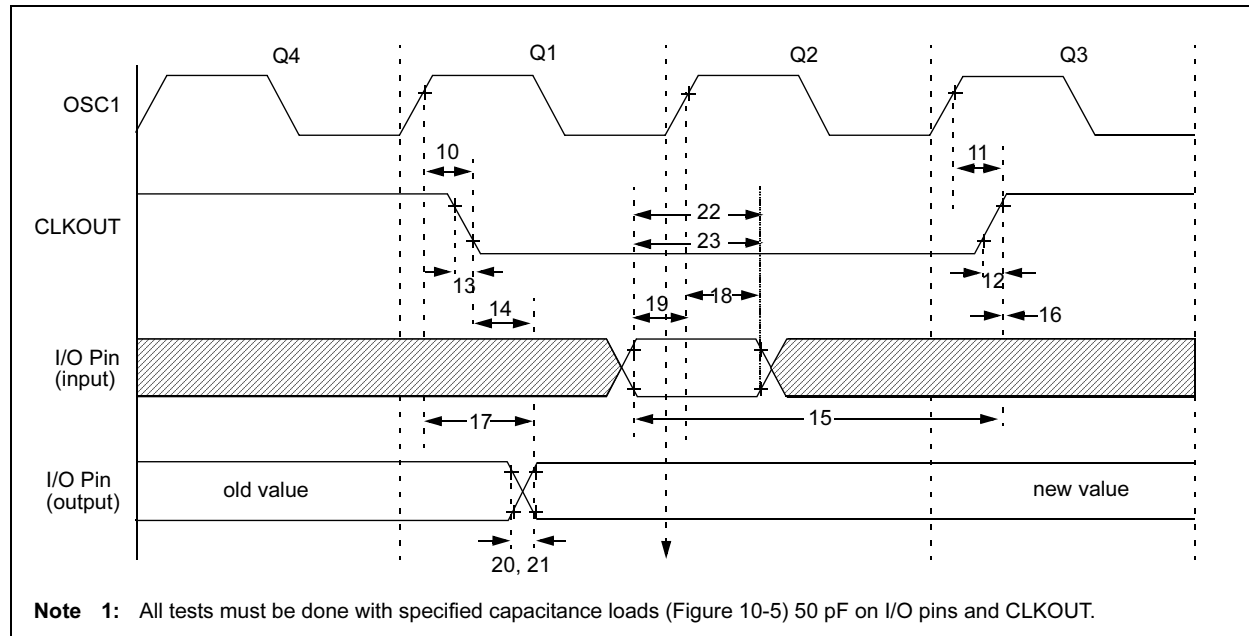 Q4 Q1 Q2 Q3
OSC1
10 11
22
CLKOUT
23
13 12
19 18
14 16
I/O Pin
(input)
17 15
I/O Pin
(output)
old value new value
20, 21
Note 1: All tests must be done with specified capacitance loads (Figure 10-5) 50 pF on I/O pins and CLKOUT.